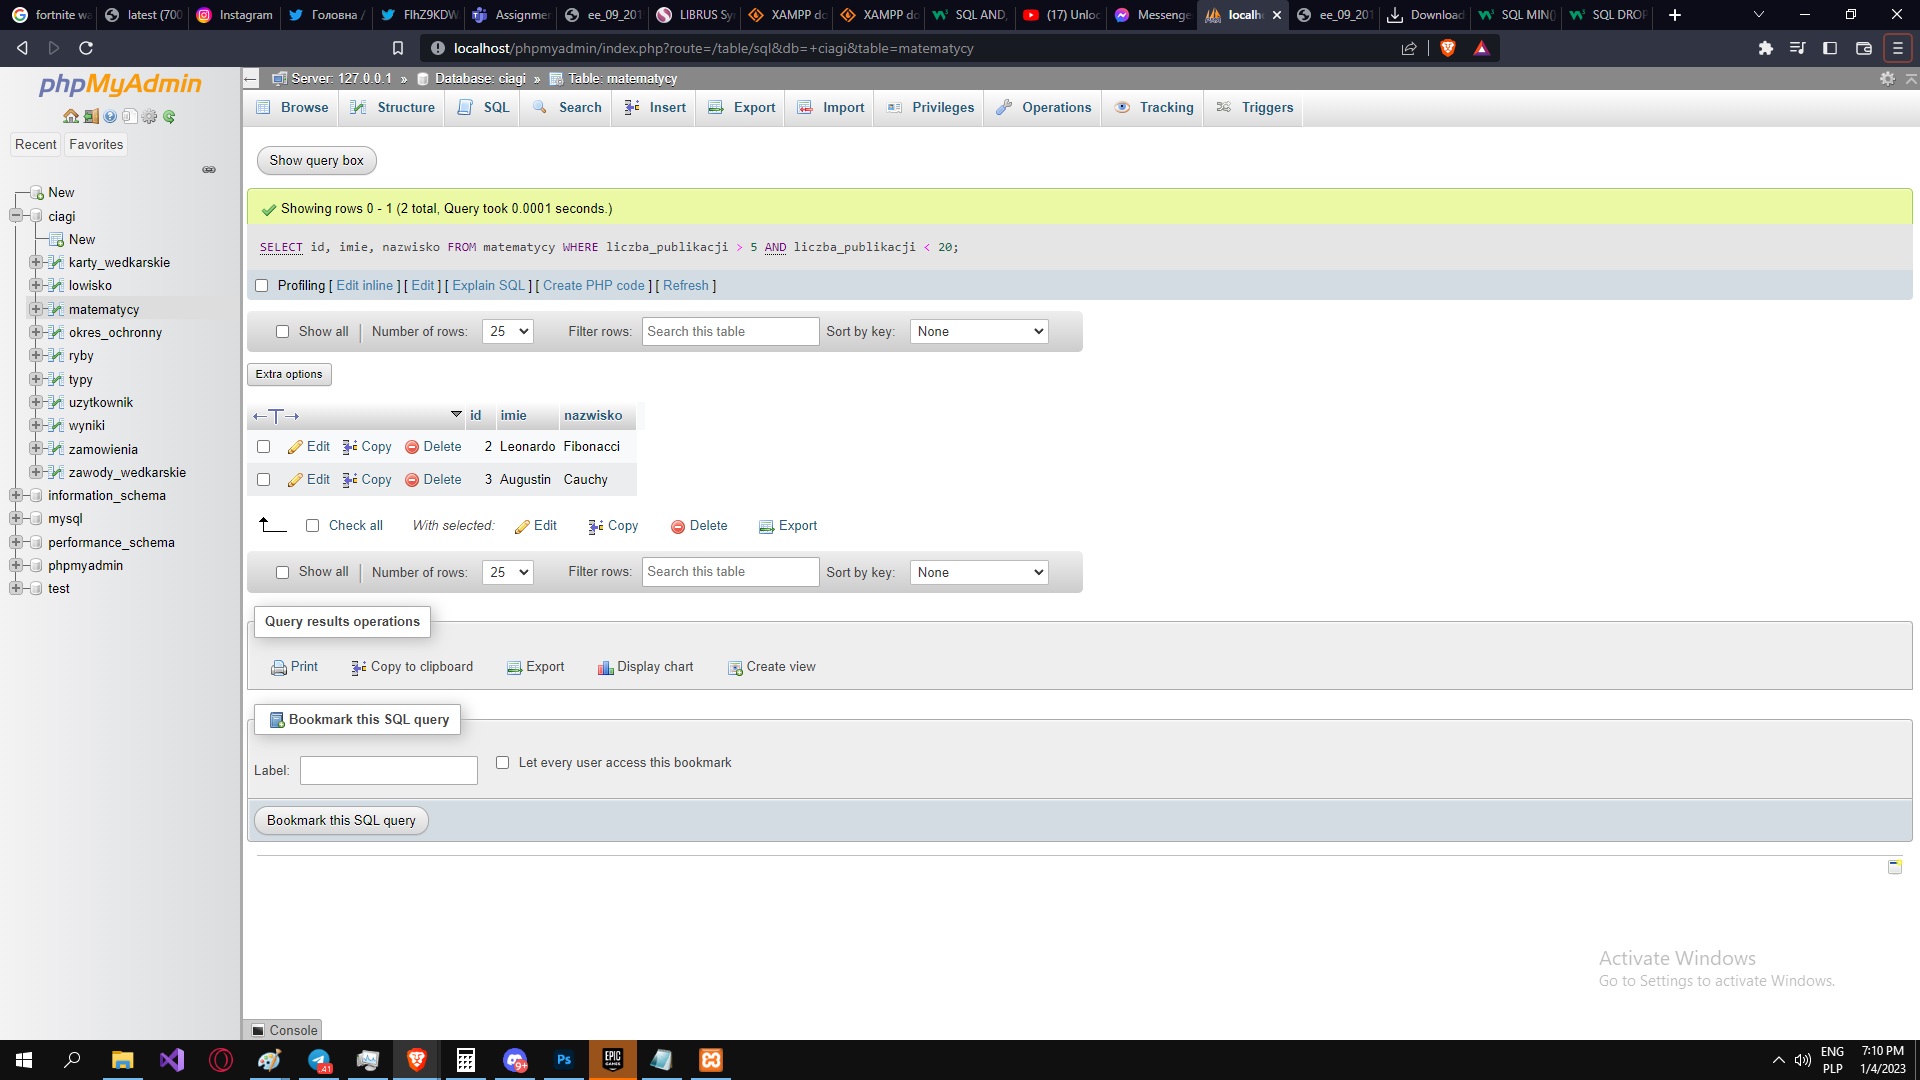 fortnite wa latest (700 Instagram Головна / FIhZ9KDW Assignmer ee_09_201 LIBRUS Sy XAMPP do XAMPP do SQL AND, (17) Unloc Messenge localh ee_09_201 Download SQL MIN() SQL DROP
localhost/phpmyadmin/index.php?route=/table/sql&db=+ciagi&table=matematycy
phpMyAdmin
Recent Favorites
New
ciagi
New
karty_wedkarskie
lowisko
matematycy
okres_ochronny
ryby
typy
uzytkownik
wyniki
zamowienia
zawody_wedkarskie
information_schema
mysql
performance_schema
phpmyadmin
test
Server: 127.0.0.1 » Database: ciagi » Table: matematycy
Browse Structure SQL Search Insert Export Import Privileges Operations Tracking Triggers
Show query box
Showing rows 0 - 1 (2 total, Query took 0.0001 seconds.)
SELECT id, imie, nazwisko FROM matematycy WHERE liczba_publikacji > 5 AND liczba_publikacji < 20;
Profiling [ Edit inline ] [ Edit ] [ Explain SQL ] [ Create PHP code ] [ Refresh ]
Show all | Number of rows: 25 Filter rows: Search this table Sort by key: None
Extra options
←T→ id imie nazwisko
Edit Copy Delete 2 Leonardo Fibonacci
Edit Copy Delete 3 Augustin Cauchy
Check all With selected: Edit Copy Delete Export
Show all | Number of rows: 25 Filter rows: Search this table Sort by key: None
Query results operations
Print Copy to clipboard Export Display chart Create view
Bookmark this SQL query
Label: Let every user access this bookmark
Bookmark this SQL query
Activate Windows
Go to Settings to activate Windows.
Console
41 9+ Ps EPIC GAMES ENG 7:10 PM
PLP 1/4/2023